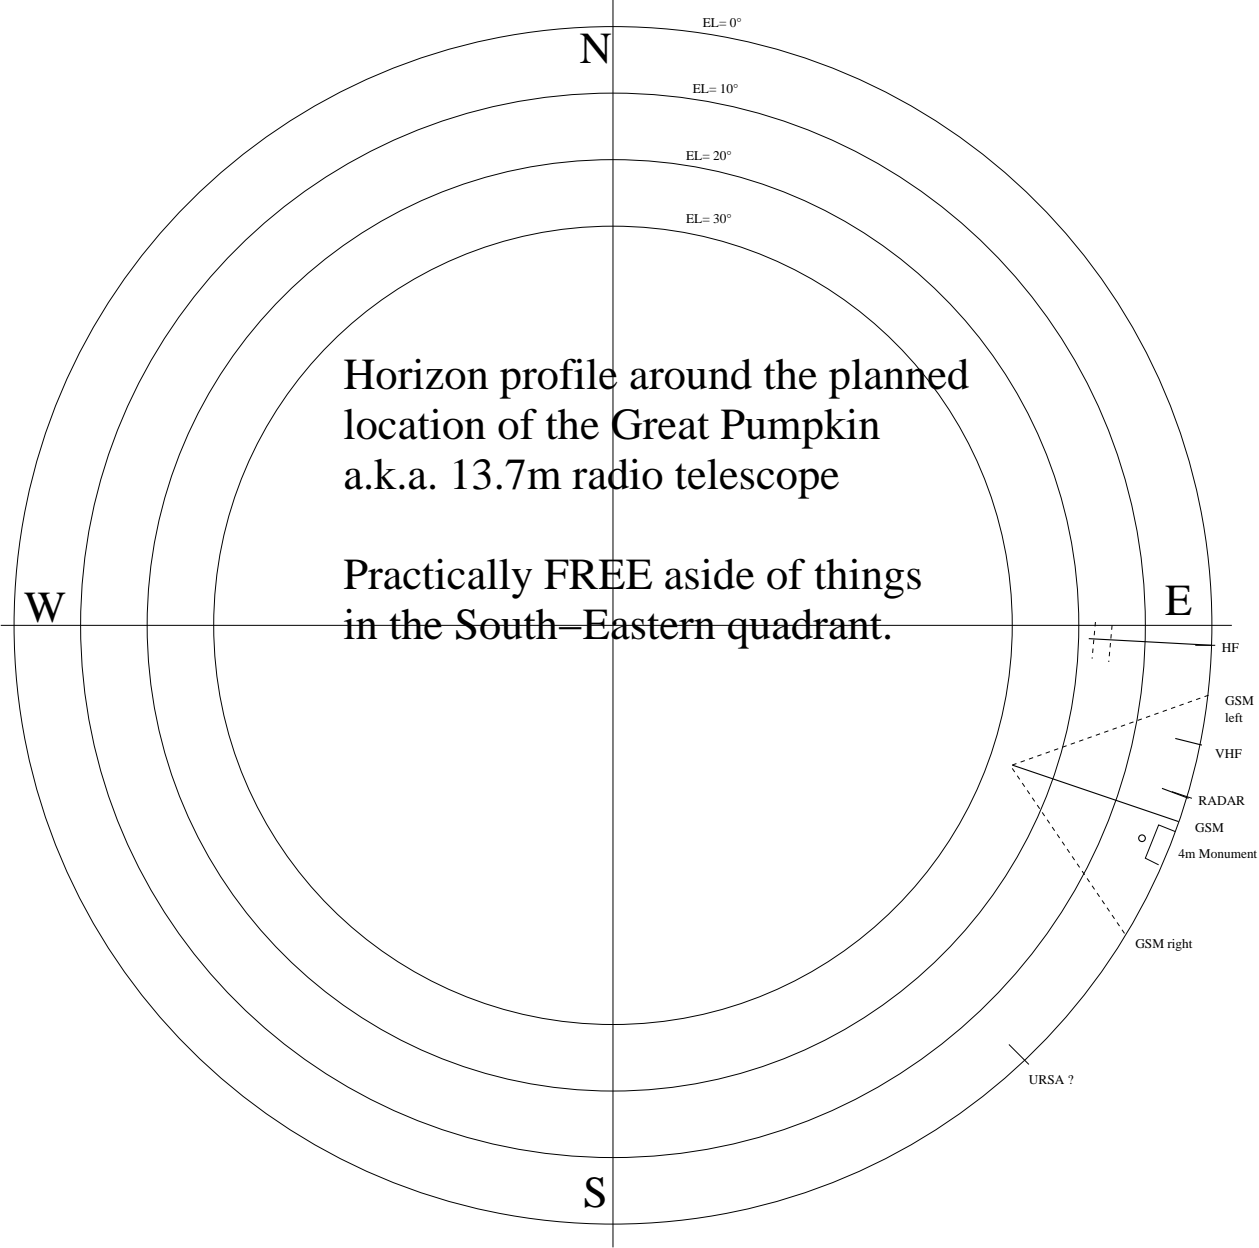 EL= 0°
N
EL= 10°
EL= 20°
EL= 30°
Horizon profile around the planned
location of the Great Pumpkin
a.k.a. 13.7m radio telescope
Practically FREE aside of things
in the South−Eastern quadrant.
W
E
HF
GSM
left
VHF
RADAR
GSM
4m Monument
GSM right
URSA ?
S